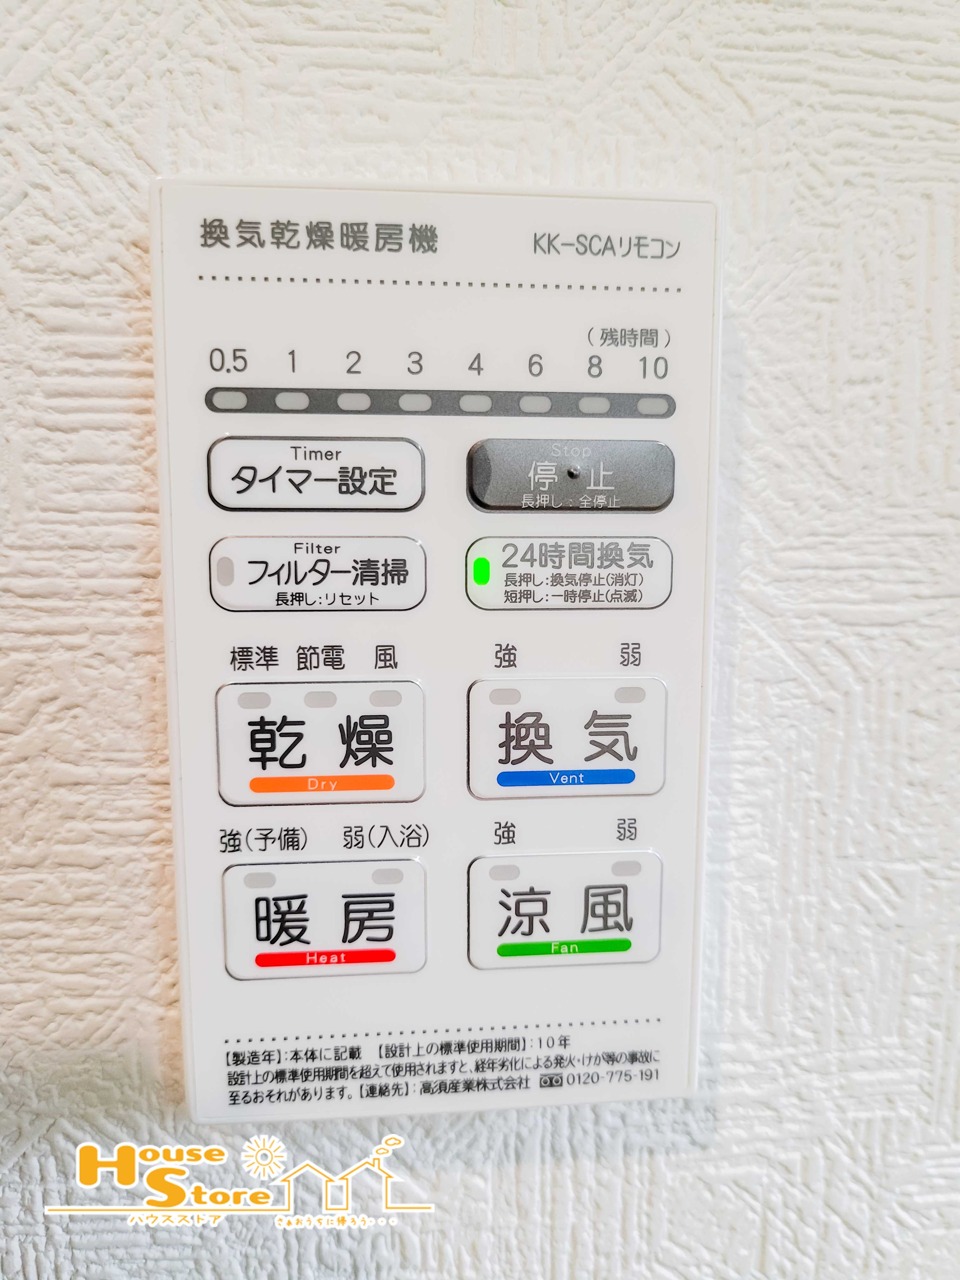 換気乾燥暖房機 KK-SCAリモコン
(残時間)
0.5 1 2 3 4 6 8 10
Timer
タイマー設定
Stop
停・止
長押し:全停止
Filter
フィルター清掃
長押し:リセット
24時間換気
長押し:換気停止(消灯)
短押し:一時停止(点滅)
標準 節電 風
乾燥
Dry
強 弱
換気
Vent
強(予備) 弱(入浴)
暖房
Heat
強 弱
涼風
Fan
【製造年】:本体に記載 【設計上の標準使用期間】:10年
設計上の標準使用期間を超えて使用されますと、経年劣化による発火・けが等の事故に
至るおそれがあります。【連絡先】:高須産業株式会社 0120-775-191
House
Store
ハウスストア
さぁおうちに帰ろう・・・